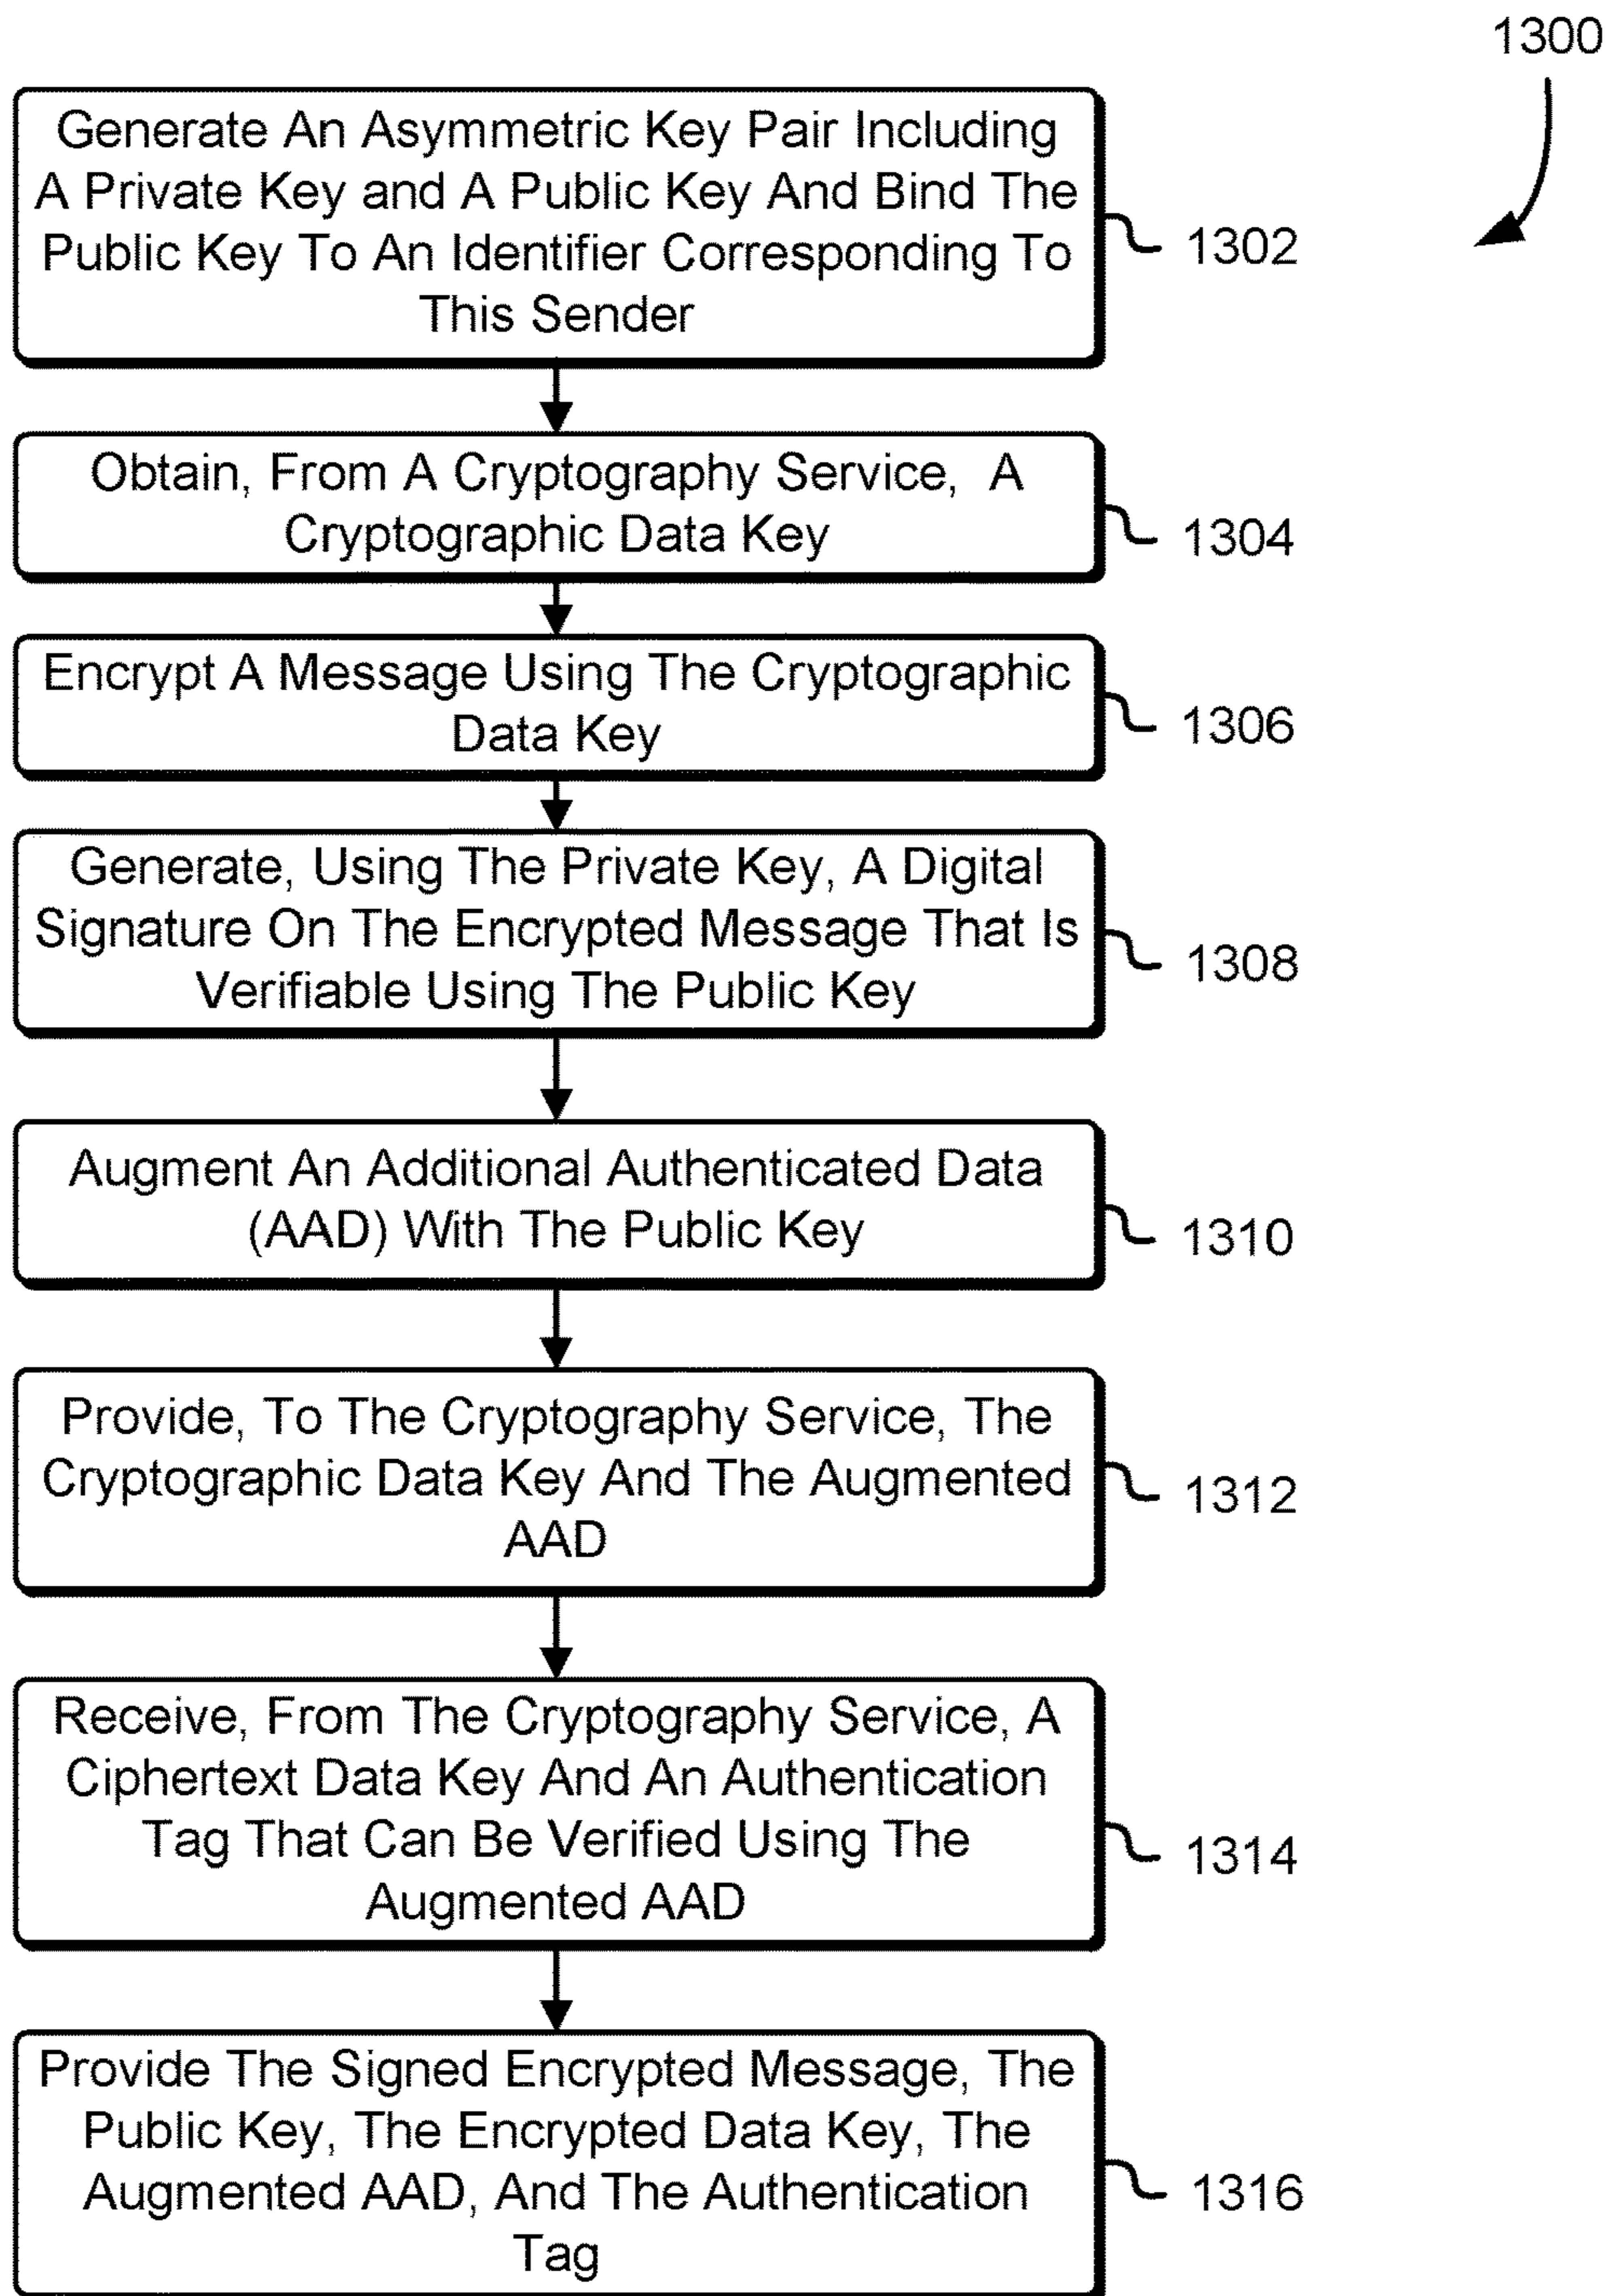 1300
Generate An Asymmetric Key Pair Including
A Private Key and A Public Key And Bind The
Public Key To An Identifier Corresponding To
This Sender
1302
Obtain, From A Cryptography Service, A
Cryptographic Data Key
1304
Encrypt A Message Using The Cryptographic
Data Key
1306
Generate, Using The Private Key, A Digital
Signature On The Encrypted Message That Is
Verifiable Using The Public Key
1308
Augment An Additional Authenticated Data
(AAD) With The Public Key
1310
Provide, To The Cryptography Service, The
Cryptographic Data Key And The Augmented
AAD
1312
Receive, From The Cryptography Service, A
Ciphertext Data Key And An Authentication
Tag That Can Be Verified Using The
Augmented AAD
1314
Provide The Signed Encrypted Message, The
Public Key, The Encrypted Data Key, The
Augmented AAD, And The Authentication
Tag
1316